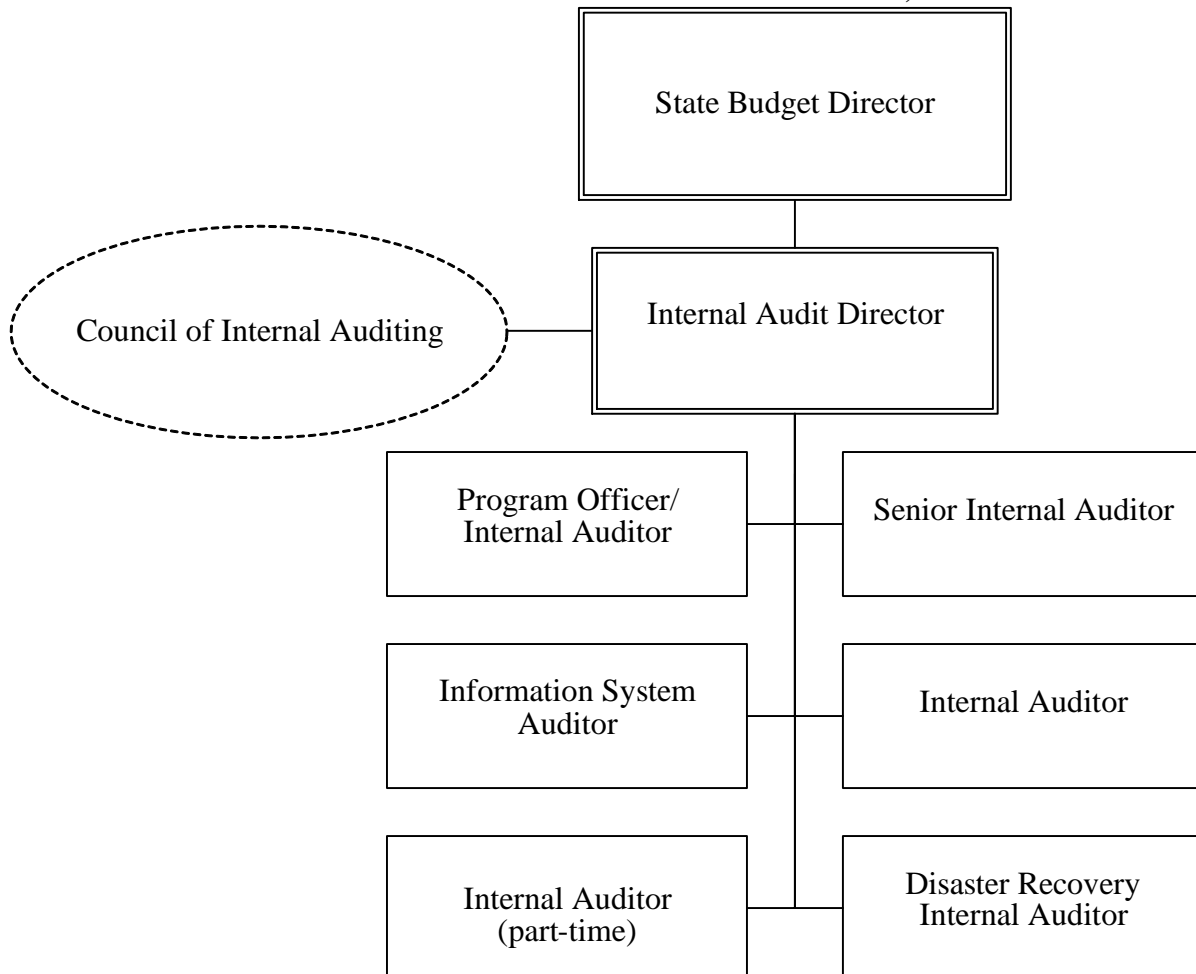 State Budget Director
Internal Audit Director
Council of Internal Auditing
Program Officer/
Internal Auditor
Senior Internal Auditor
Information System
Auditor
Internal Auditor
Internal Auditor
(part-time)
Disaster Recovery
Internal Auditor